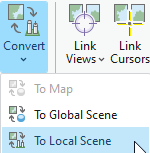 Convert
Link Views
Link Cursors
To Map
To Global Scene
To Local Scene